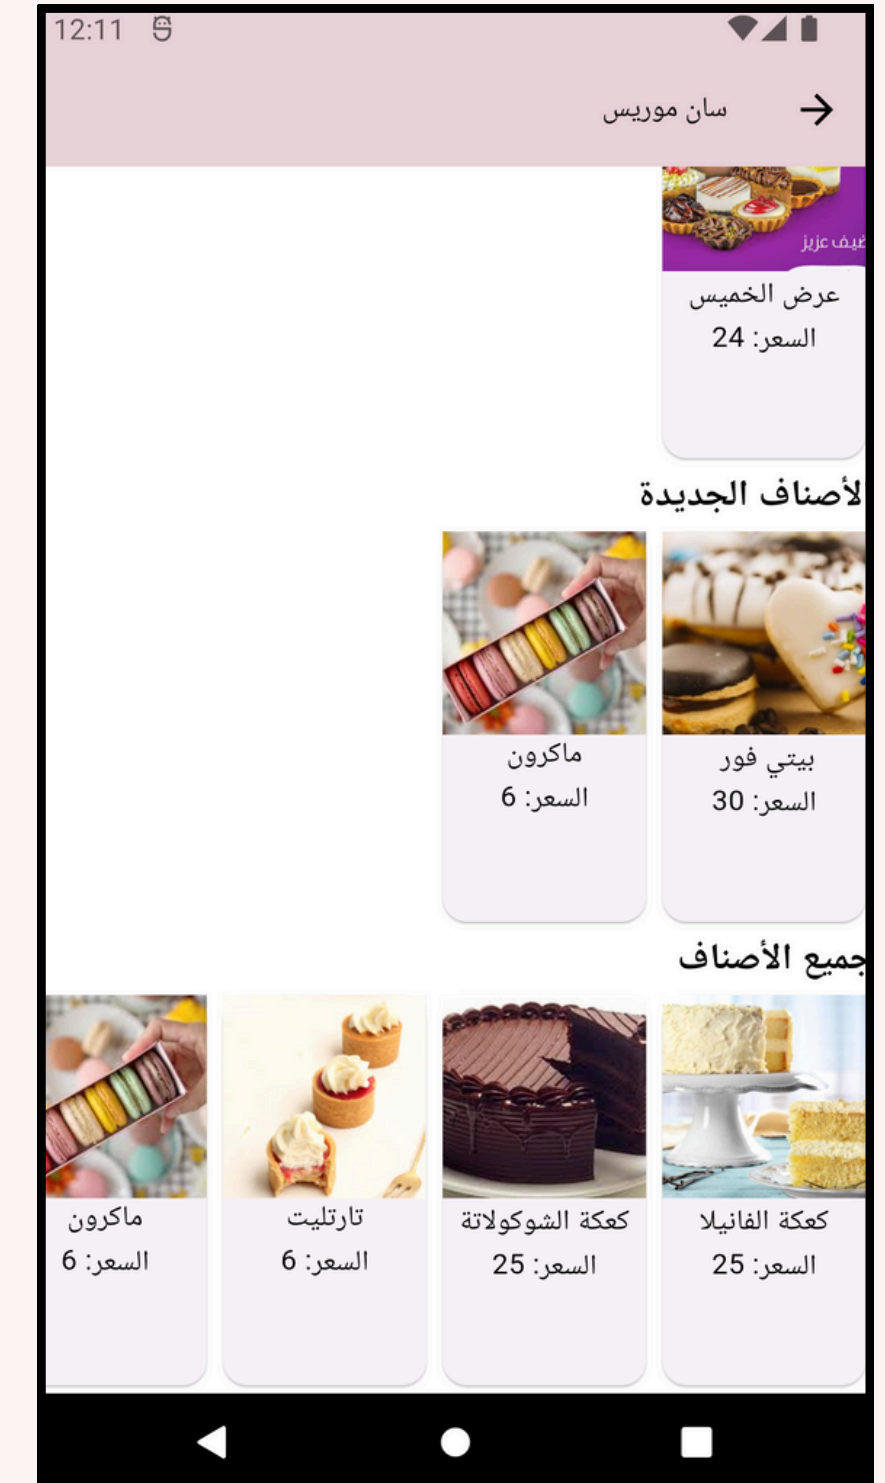 12:11
سان موريس
ضيف عزيز
عرض الخميس
السعر: 24
لأصناف الجديدة
بيتي فور
السعر: 30
ماكرون
السعر: 6
جميع الأصناف
كعكة الفانيلا
السعر: 25
كعكة الشوكولاتة
السعر: 25
تارتليت
السعر: 6
ماكرون
السعر: 6